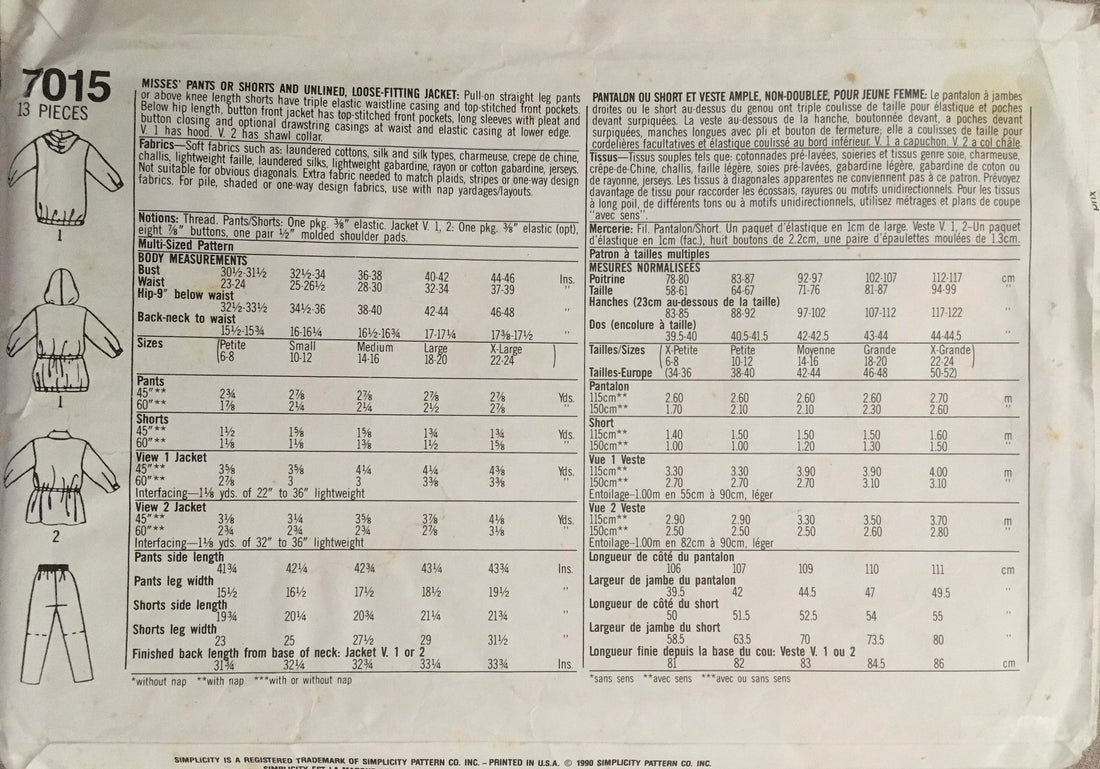 7015
13 PIECES
1
1
2
MISSES' PANTS OR SHORTS AND UNLINED, LOOSE-FITTING JACKET: Pull-on straight leg pants
or above knee length shorts have triple elastic waistline casing and top-stitched front pockets.
Below hip length, button front jacket has top-stitched front pockets, long sleeves with pleat and
button closing and optional drawstring casings at waist and elastic casing at lower edge.
V. 1 has hood. V. 2 has shawl collar.
Fabrics—Soft fabrics such as: laundered cottons, silk and silk types, charmeuse, crepe de chine,
challis, lightweight faille, laundered silks, lightweight gabardine, rayon or cotton gabardine, jerseys.
Not suitable for obvious diagonals. Extra fabric needed to match plaids, stripes or one-way design
fabrics. For pile, shaded or one-way design fabrics, use with nap yardages/layouts.
Notions: Thread. Pants/Shorts: One pkg. ⅜" elastic. Jacket V. 1, 2: One pkg. ⅜" elastic (opt),
eight ⅞" buttons, one pair ½" molded shoulder pads.
Multi-Sized Pattern
BODY MEASUREMENTS
Bust 30½-31½ 32½-34 36-38 40-42 44-46 Ins.
Waist 23-24 25-26½ 28-30 32-34 37-39 "
Hip-9" below waist
32½-33½ 34½-36 38-40 42-44 46-48 "
Back-neck to waist
15½-15¾ 16-16¼ 16½-16¾ 17-17¼ 17⅜-17½ "
Sizes (Petite Small Medium Large X-Large )
6-8 10-12 14-16 18-20 22-24
Pants
45"** 2¾ 2⅞ 2⅞ 2⅞ 2⅞ Yds.
60"** 1⅞ 2¼ 2¼ 2½ 2⅞ "
Shorts
45"** 1½ 1⅝ 1⅝ 1¾ 1¾ Yds.
60"** 1⅛ 1⅛ 1⅜ 1½ 1⅝ "
View 1 Jacket
45"** 3⅝ 3⅝ 4¼ 4¼ 4⅜ Yds.
60"** 2⅞ 3 3 3⅜ 3⅜ "
Interfacing—1⅛ yds. of 22" to 36" lightweight
View 2 Jacket
45"** 3⅛ 3¼ 3⅝ 3⅞ 4⅛ Yds.
60"** 2¾ 2¾ 2¾ 2⅞ 3⅛ "
Interfacing—1⅛ yds. of 32" to 36" lightweight
Pants side length
41¾ 42¼ 42¾ 43¼ 43¾ Ins.
Pants leg width
15½ 16½ 17½ 18½ 19½ "
Shorts side length
19¾ 20¼ 20¾ 21¼ 21¾ "
Shorts leg width
23 25 27½ 29 31½ "
Finished back length from base of neck: Jacket V. 1 or 2
31¾ 32¼ 32¾ 33¼ 33¾ Ins.
*without nap **with nap ***with or without nap
PANTALON OU SHORT ET VESTE AMPLE, NON-DOUBLEE, POUR JEUNE FEMME: Le pantalon à jambes
droites ou le short au-dessus du genou ont triple coulisse de taille pour élastique et poches
devant surpiquées. La veste au-dessous de la hanche, boutonnée devant, a poches devant
surpiquées, manches longues avec pli et bouton de fermeture; elle a coulisses de taille pour
cordelières facultatives et élastique coulissé au bord inférieur. V. 1 a capuchon. V. 2 a col châle.
Tissus—Tissus souples tels que: cotonnades pré-lavées, soieries et tissus genre soie, charmeuse,
crêpe-de-Chine, challis, faille légère, soies pré-lavées, gabardine légère, gabardine de coton ou
de rayonne, jerseys. Les tissus à diagonales apparentes ne conviennent pas à ce patron. Prévoyez
davantage de tissu pour raccorder les écossais, rayures ou motifs unidirectionnels. Pour les tissus
à long poil, de différents tons ou à motifs unidirectionnels, utilisez métrages et plans de coupe
"avec sens".
Mercerie: Fil. Pantalon/Short. Un paquet d'élastique en 1cm de large. Veste V. 1, 2-Un paquet
d'élastique en 1cm (fac.), huit boutons de 2.2cm, une paire d'épaulettes moulées de 1.3cm.
Patron à tailles multiples
MESURES NORMALISEES
Poitrine 78-80 83-87 92-97 102-107 112-117 cm
Taille 58-61 64-67 71-76 81-87 94-99 "
Hanches (23cm au-dessous de la taille)
83-85 88-92 97-102 107-112 117-122 "
Dos (encolure à taille)
39.5-40 40.5-41.5 42-42.5 43-44 44-44.5 "
Tailles/Sizes (X-Petite Petite Moyenne Grande X-Grande)
6-8 10-12 14-16 18-20 22-24
Tailles-Europe (34-36 38-40 42-44 46-48 50-52)
Pantalon
115cm** 2.60 2.60 2.60 2.60 2.70 m
150cm** 1.70 2.10 2.10 2.30 2.60 "
Short
115cm** 1.40 1.50 1.50 1.50 1.60 m
150cm** 1.00 1.00 1.20 1.30 1.50 "
Vue 1 Veste
115cm** 3.30 3.30 3.90 3.90 4.00 m
150cm** 2.70 2.70 2.70 3.10 3.10 "
Entoilage-1.00m en 55cm à 90cm, léger
Vue 2 Veste
115cm** 2.90 2.90 3.30 3.50 3.70 m
150cm** 2.50 2.50 2.50 2.60 2.80 "
Entoilage-1.00m en 82cm à 90cm, léger
Longueur de côté du pantalon
106 107 109 110 111 cm
Largeur de jambe du pantalon
39.5 42 44.5 47 49.5 "
Longueur de côté du short
50 51.5 52.5 54 55 "
Largeur de jambe du short
58.5 63.5 70 73.5 80 "
Longueur finie depuis la base du cou: Veste V. 1 ou 2
81 82 83 84.5 86 cm
*sans sens **avec sens ***avec ou sans sens
prix
SIMPLICITY IS A REGISTERED TRADEMARK OF SIMPLICITY PATTERN CO. INC. – PRINTED IN U.S.A. © 1990 SIMPLICITY PATTERN CO. INC.